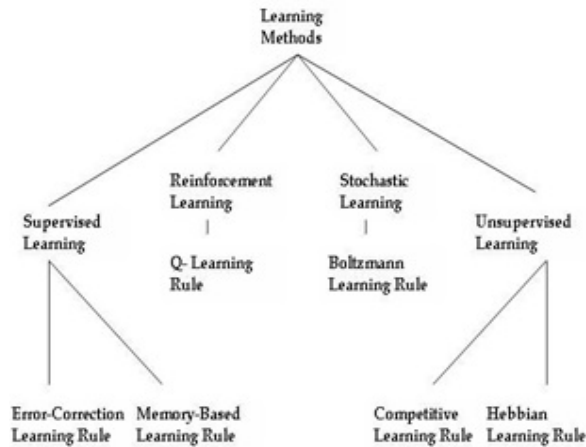 Learning
Methods
Reinforcement
Learning
Stochastic
Learning
Supervised
Learning
Unsupervised
Learning
Q- Learning
Rule
Boltzmann
Learning Rule
Error-Correction
Learning Rule
Memory-Based
Learning Rule
Competitive
Learning Rule
Hebbian
Learning Rule